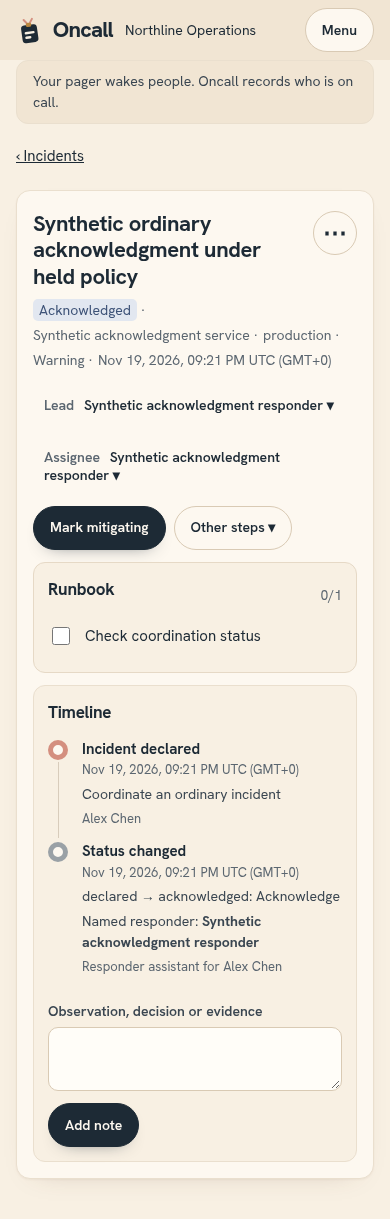 Oncall Northline Operations Menu
Your pager wakes people. Oncall records who is on
call.
‹ Incidents
Synthetic ordinary
acknowledgment under
held policy
...
Acknowledged ·
Synthetic acknowledgment service · production ·
Warning · Nov 19, 2026, 09:21 PM UTC (GMT+0)
Lead Synthetic acknowledgment responder ▾
Assignee Synthetic acknowledgment
responder ▾
Mark mitigating Other steps ▾
Runbook 0/1
Check coordination status
Timeline
Incident declared
Nov 19, 2026, 09:21 PM UTC (GMT+0)
Coordinate an ordinary incident
Alex Chen
Status changed
Nov 19, 2026, 09:21 PM UTC (GMT+0)
declared → acknowledged: Acknowledge
Named responder: Synthetic
acknowledgment responder
Responder assistant for Alex Chen
Observation, decision or evidence
Add note